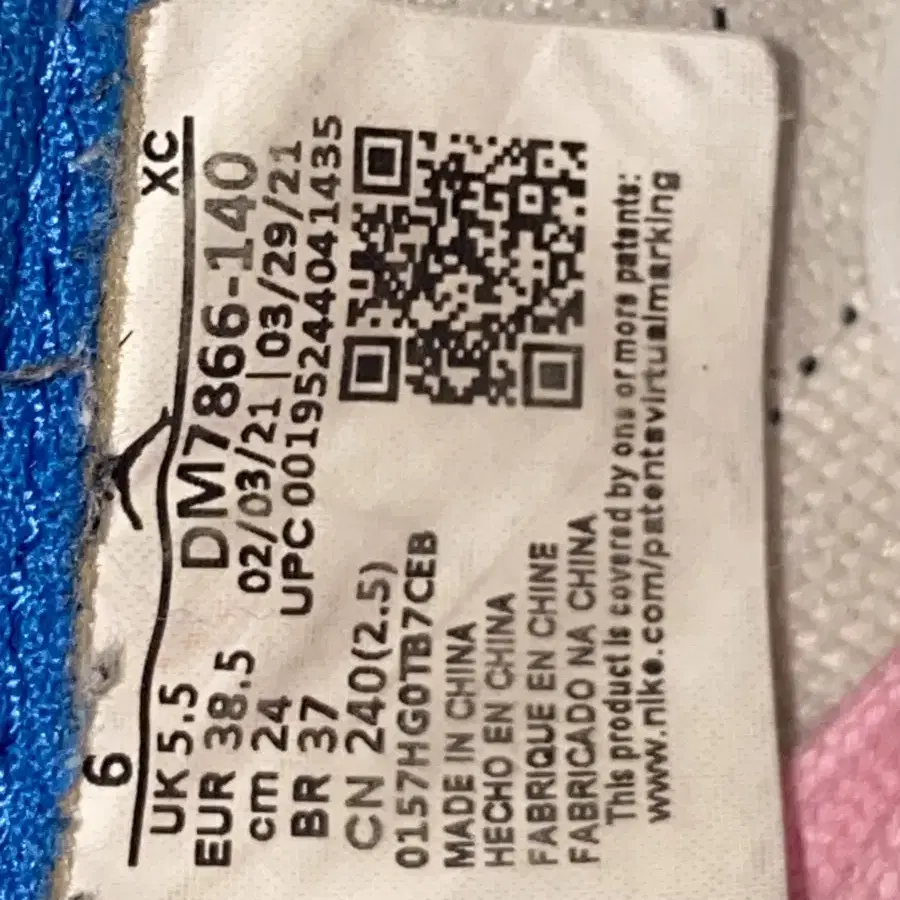 6
XC
UK 5.5
EUR 38.5
cm 24
BR 37
CN 240(2.5)
DM7866-140
02/03/21 | 03/29/21
UPC 00195244041435
0157HG0TB7CEB
MADE IN CHINA
HECHO EN CHINA
FABRIQUE EN CHINE
FABRICADO NA CHINA
This product is covered by one or more patents:
www.nike.com/patentsvirtualmarking